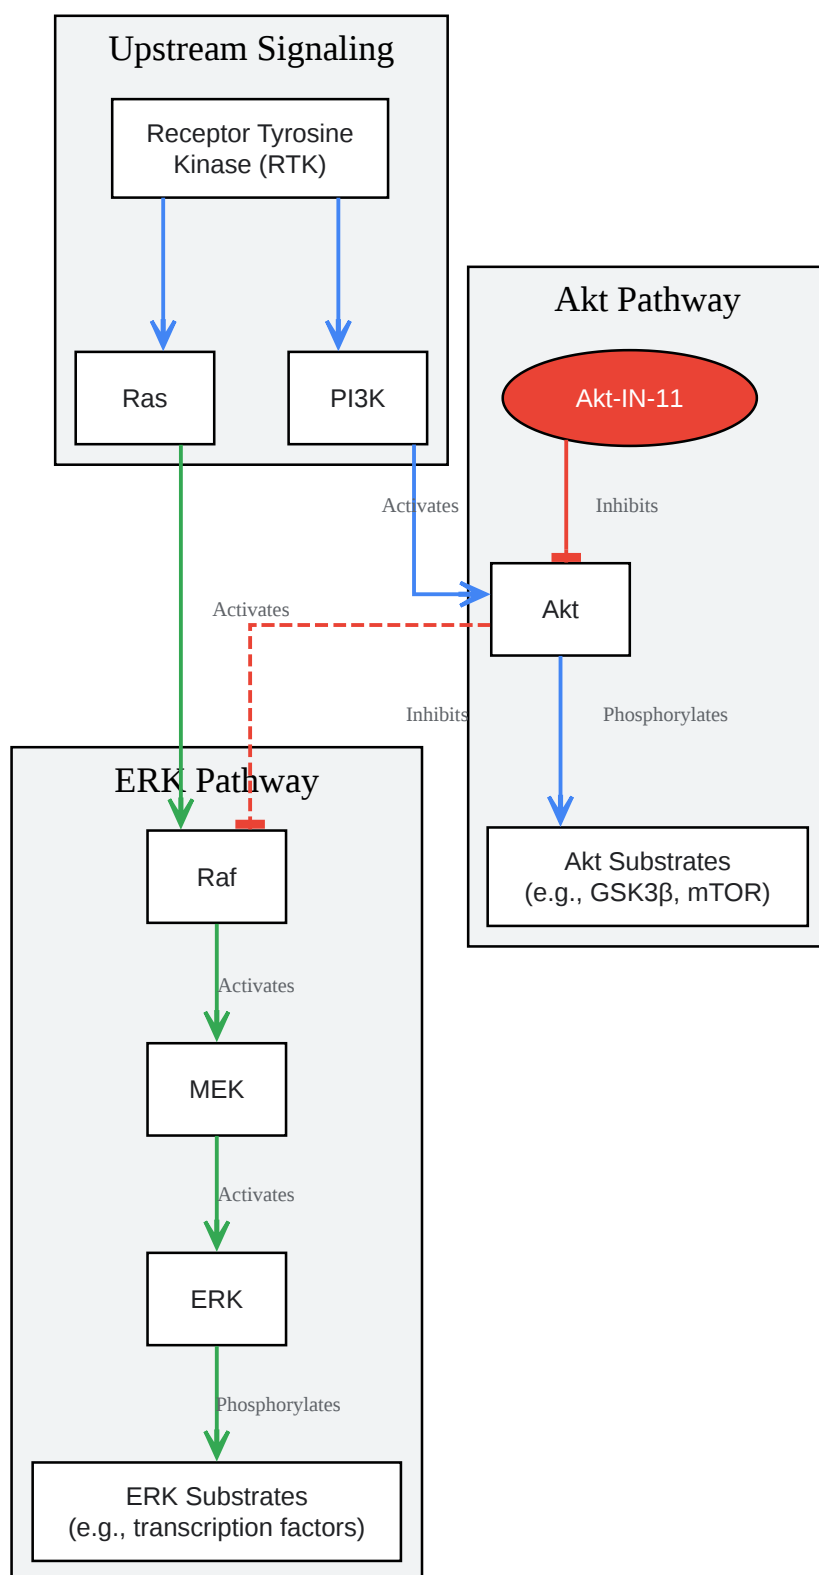 Upstream Signaling
Receptor Tyrosine
Kinase (RTK)
Ras
PI3K
Akt Pathway
Akt-IN-11
Activates
Inhibits
Akt
Activates
Inhibits
Phosphorylates
ERK Pathway
Raf
Akt Substrates
(e.g., GSK3β, mTOR)
Activates
MEK
Activates
ERK
Phosphorylates
ERK Substrates
(e.g., transcription factors)